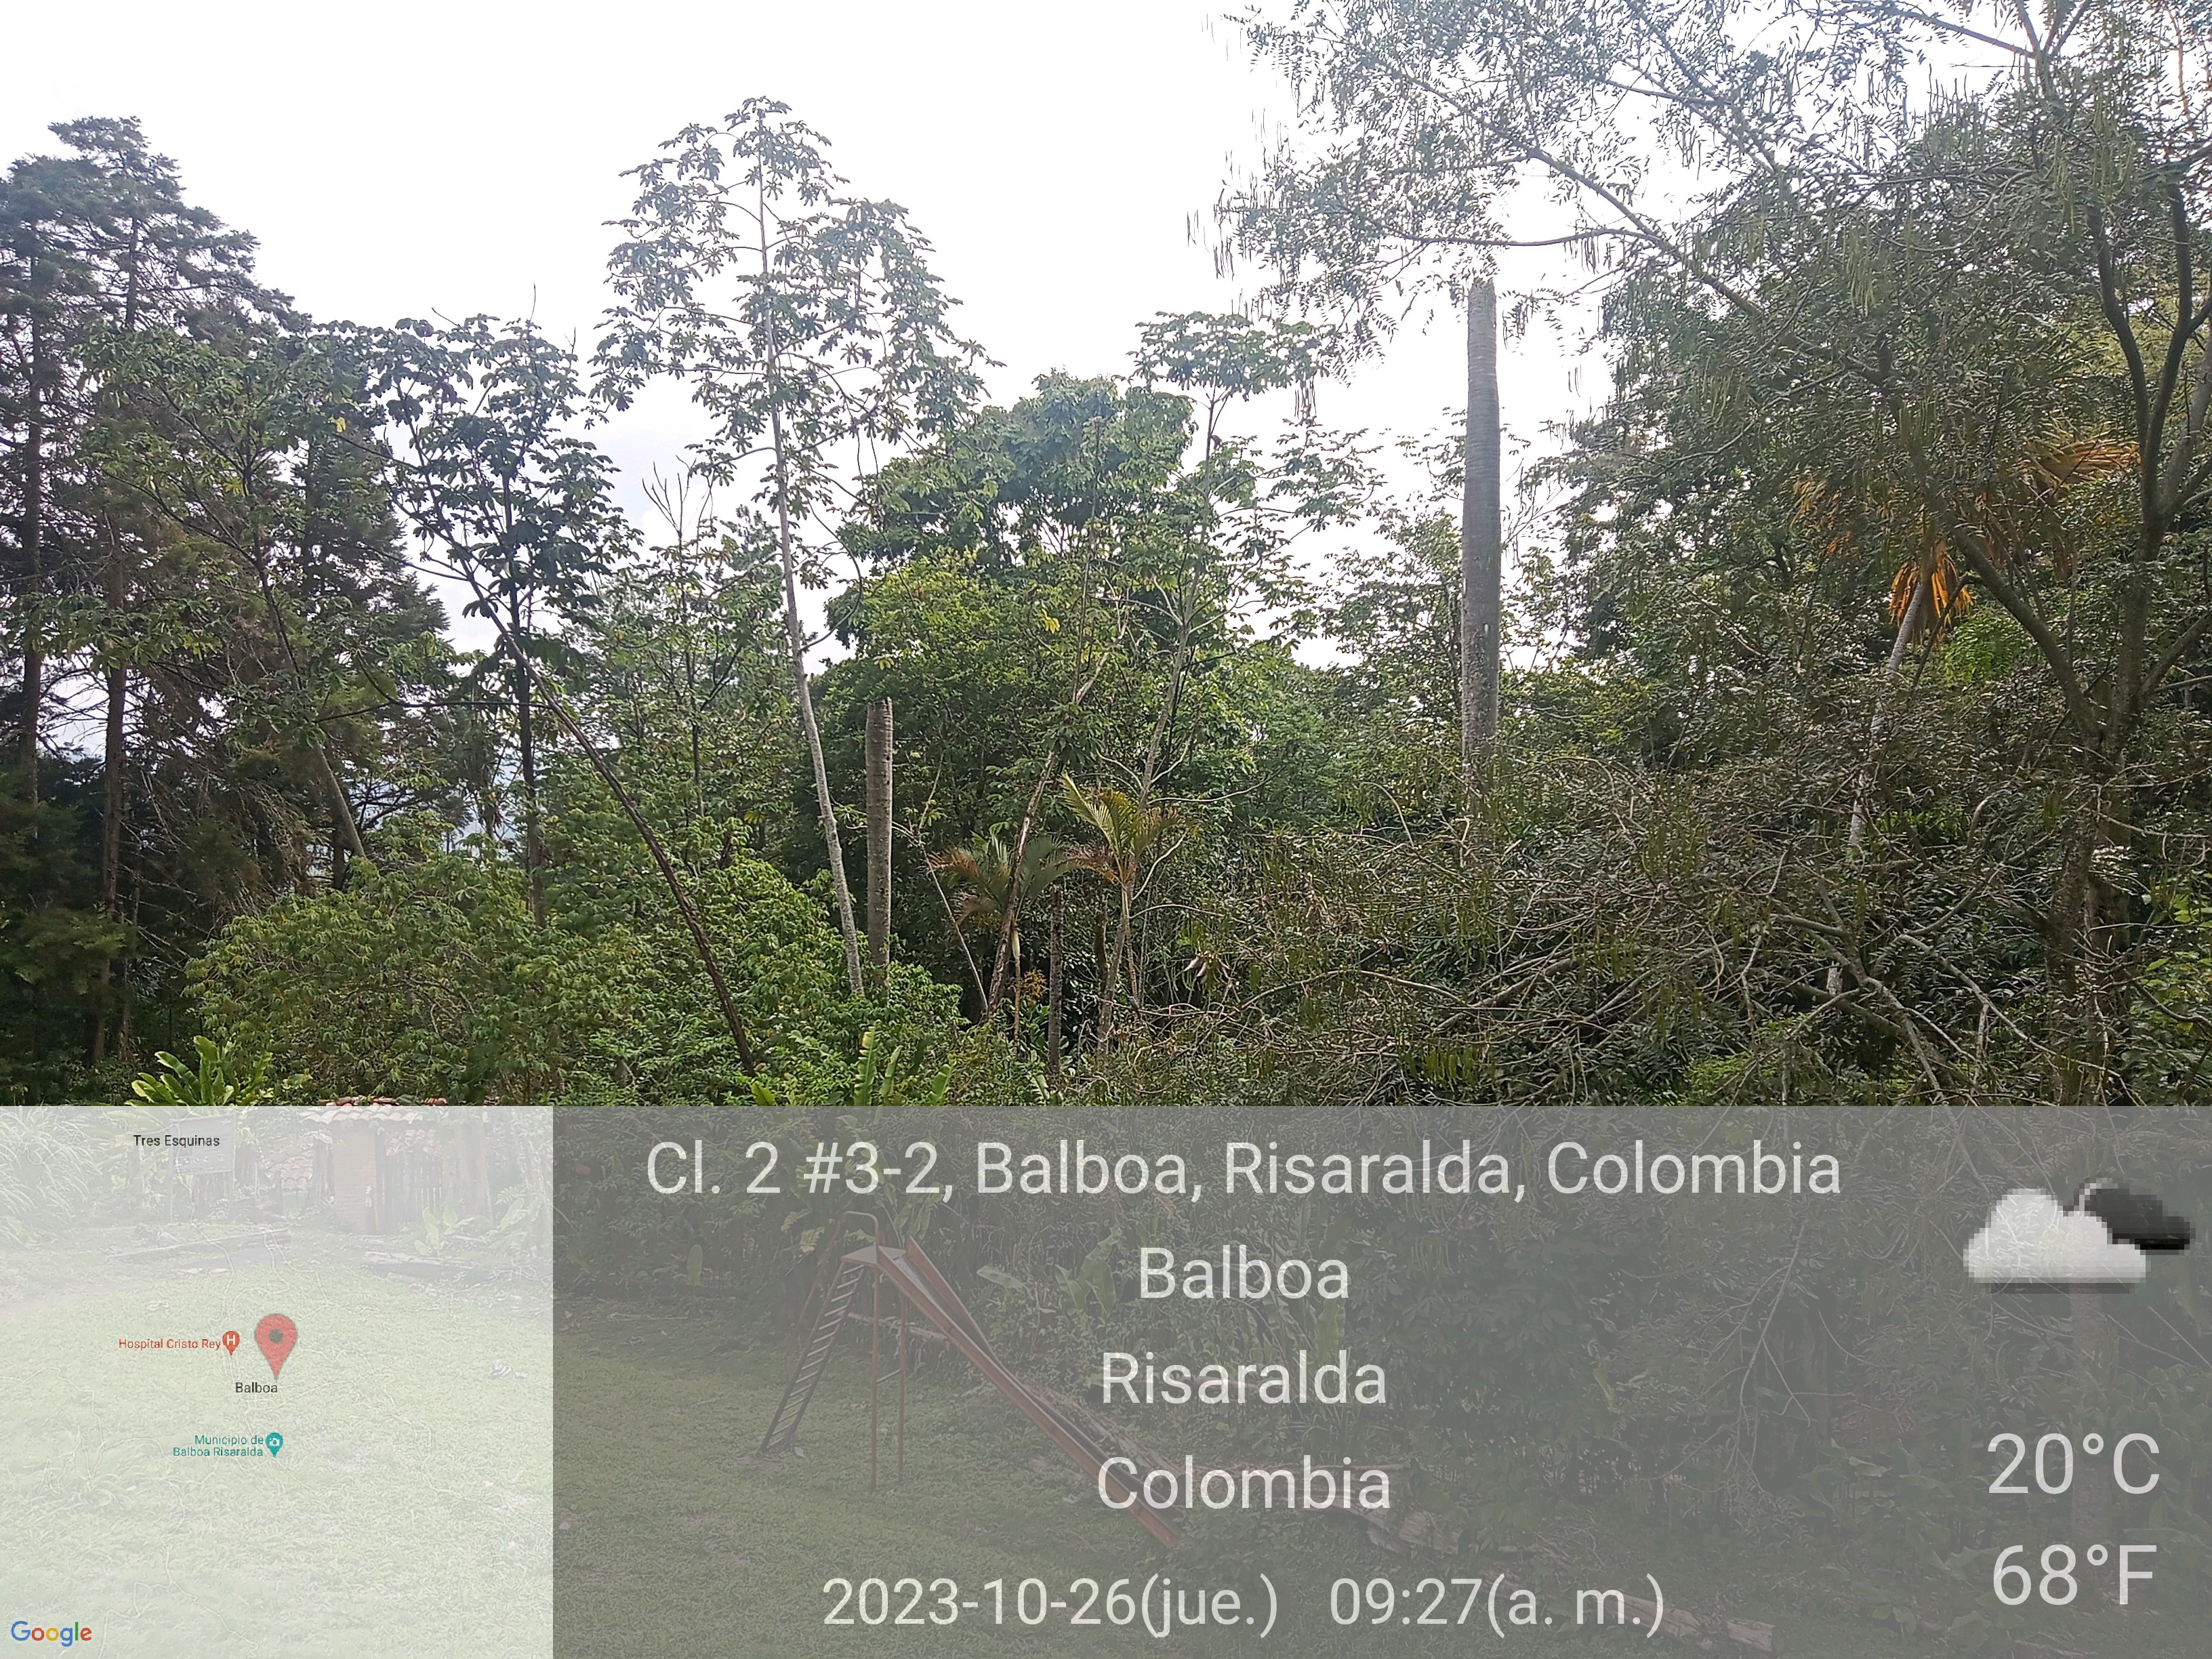 Tres Esquinas
Hospital Cristo Rey
H
Balboa
Municipio de
Balboa Risaralda
Google
Cl. 2 #3-2, Balboa, Risaralda, Colombia
Balboa
Risaralda
Colombia
2023-10-26(jue.) 09:27(a. m.)
20°C
68°F